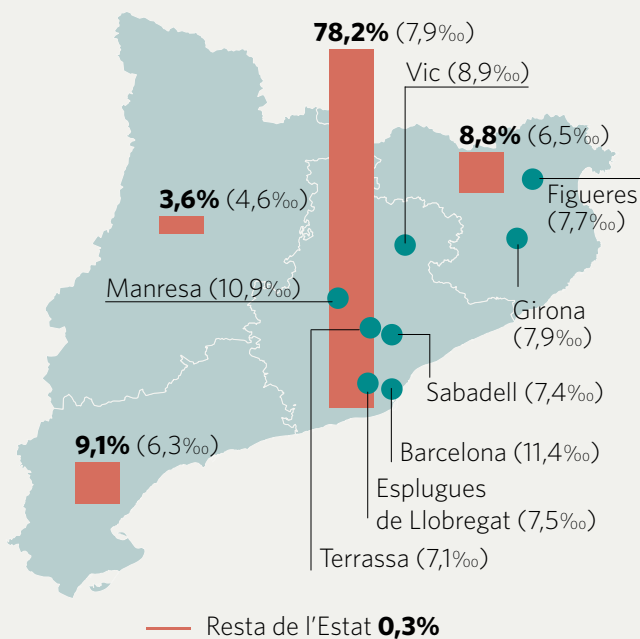 78,2% (7,9‰)
Vic (8,9‰)
8,8% (6,5‰)
3,6% (4,6‰)
Figueres
(7,7‰)
Manresa (10,9‰)
Girona
(7,9‰)
Sabadell (7,4‰)
9,1% (6,3‰)
Barcelona (11,4‰)
Esplugues
de Llobregat (7,5‰)
Terrassa (7,1‰)
Resta de l'Estat 0,3%